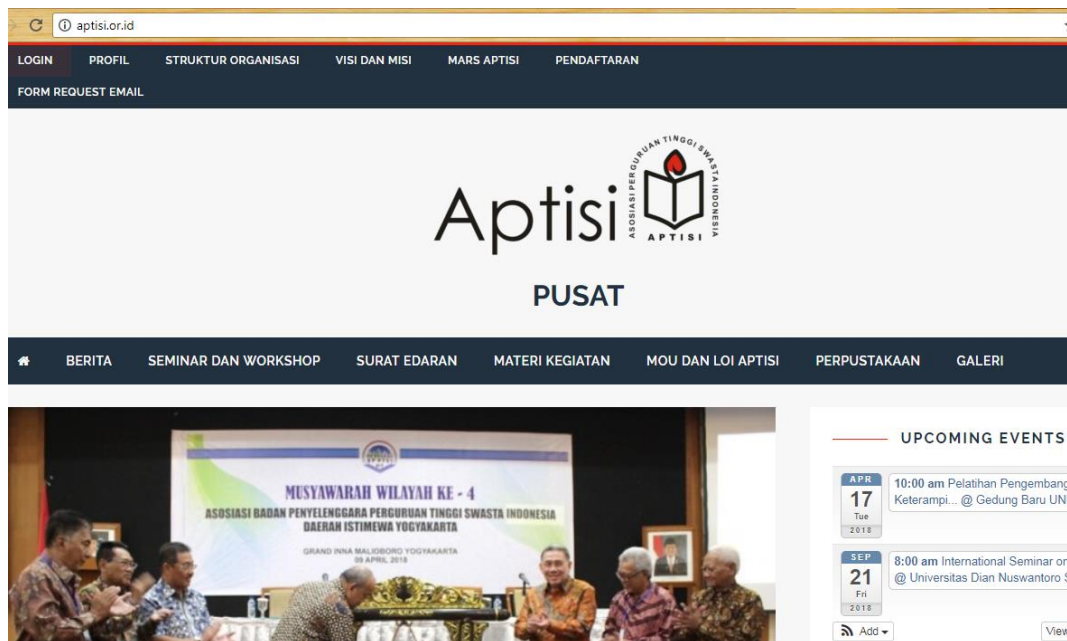 aptisi.or.id
LOGIN PROFIL STRUKTUR ORGANISASI VISI DAN MISI MARS APTISI PENDAFTARAN
FORM REQUEST EMAIL
Aptisi
ASOSIASI PERGURUAN TINGGI SWASTA INDONESIA
APTISI
PUSAT
BERITA SEMINAR DAN WORKSHOP SURAT EDARAN MATERI KEGIATAN MOU DAN LOI APTISI PERPUSTAKAAN GALERI
MUSYAWARAH WILAYAH KE - 4
ASOSIASI BADAN PENYELENGGARA PERGURUAN TINGGI SWASTA INDONESIA
DAERAH ISTIMEWA YOGYAKARTA
GRAND INNA MALIOBORO YOGYAKARTA
09 APRIL 2018
UPCOMING EVENTS
APR
17
Tue
2018
10:00 am Pelatihan Pengembang
Keterampi... @ Gedung Baru UN
SEP
21
Fri
2018
8:00 am International Seminar on
@ Universitas Dian Nuswantoro S
Add
View